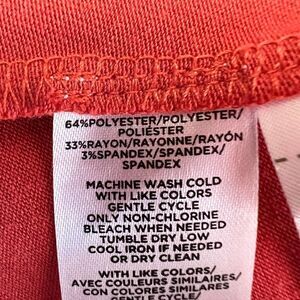 64%POLYESTER/POLYESTER/
POLIÉSTER
33%RAYON/RAYONNE/RAYÓN
3%SPANDEX/SPANDEX/
SPANDEX
MACHINE WASH COLD
WITH LIKE COLORS
GENTLE CYCLE
ONLY NON-CHLORINE
BLEACH WHEN NEEDED
TUMBLE DRY LOW
COOL IRON IF NEEDED
OR DRY CLEAN
WITH LIKE COLORS/
AVEC COULEURS SIMILAIRES/
CON COLORES SIMILARES
GENTLE CYCLE/